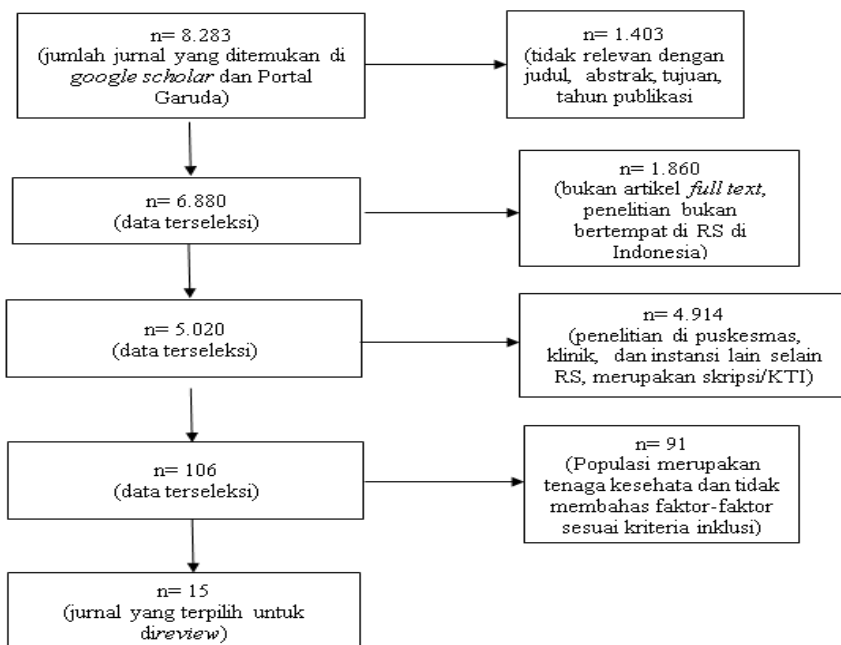 n= 8.283
(jumlah jurnal yang ditemukan di
google scholar dan Portal
Garuda)
n= 1.403
(tidak relevan dengan
judul, abstrak, tujuan,
tahun publikasi
n= 6.880
(data terseleksi)
n= 1.860
(bukan artikel full text,
penelitian bukan
bertempat di RS di
Indonesia)
n= 5.020
(data terseleksi)
n= 4.914
(penelitian di puskesmas,
klinik, dan instansi lain selain
RS, merupakan skripsi/KTI)
n= 106
(data terseleksi)
n= 91
(Populasi merupakan
tenaga kesehata dan tidak
membahas faktor-faktor
sesuai kriteria inklusi)
n= 15
(jurnal yang terpilih untuk
direview)